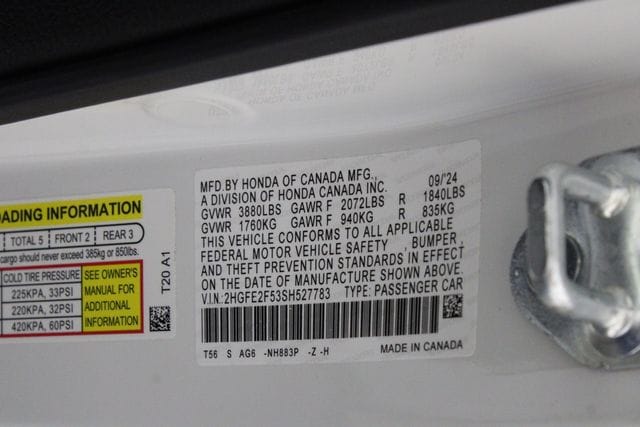 OADING INFORMATION
TOTAL 5 FRONT 2 REAR 3
cargo should never exceed 385kg or 850lbs.
COLD TIRE PRESSURE SEE OWNER'S
225KPA, 33PSI MANUAL FOR
220KPA, 32PSI ADDITIONAL
420KPA, 60PSI INFORMATION
T20 A1
MFD.BY HONDA OF CANADA MFG., 09/24
A DIVISION OF HONDA CANADA INC.
GVWR 3880LBS GAWR F 2072LBS R 1840LBS
GVWR 1760KG GAWR F 940KG R 835KG
THIS VEHICLE CONFORMS TO ALL APPLICABLE
FEDERAL MOTOR VEHICLE SAFETY , BUMPER ,
AND THEFT PREVENTION STANDARDS IN EFFECT
ON THE DATE OF MANUFACTURE SHOWN ABOVE.
V.I.N:2HGFE2F53SH527783 TYPE: PASSENGER CAR
T56 S AG6 -NH883P -Z -H MADE IN CANADA